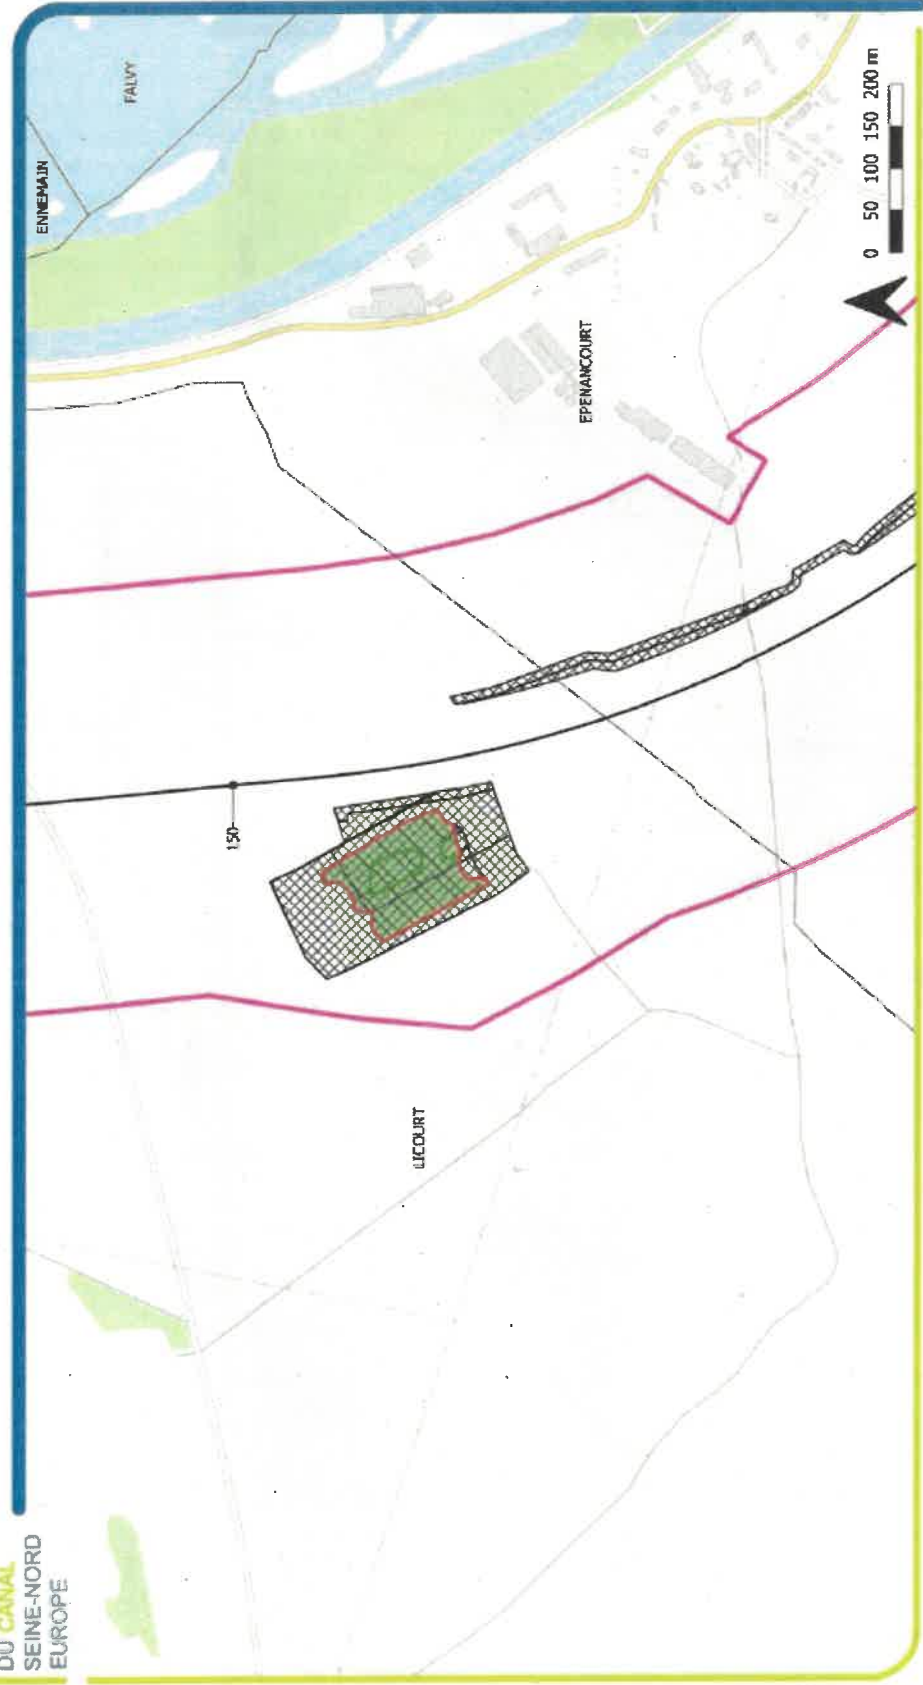 DU CANAL
SEINE-NORD
EUROPE
ENNEMAIN
FALVY
150
EPENANCOURT
LICOURT
0 50 100 150 200 m